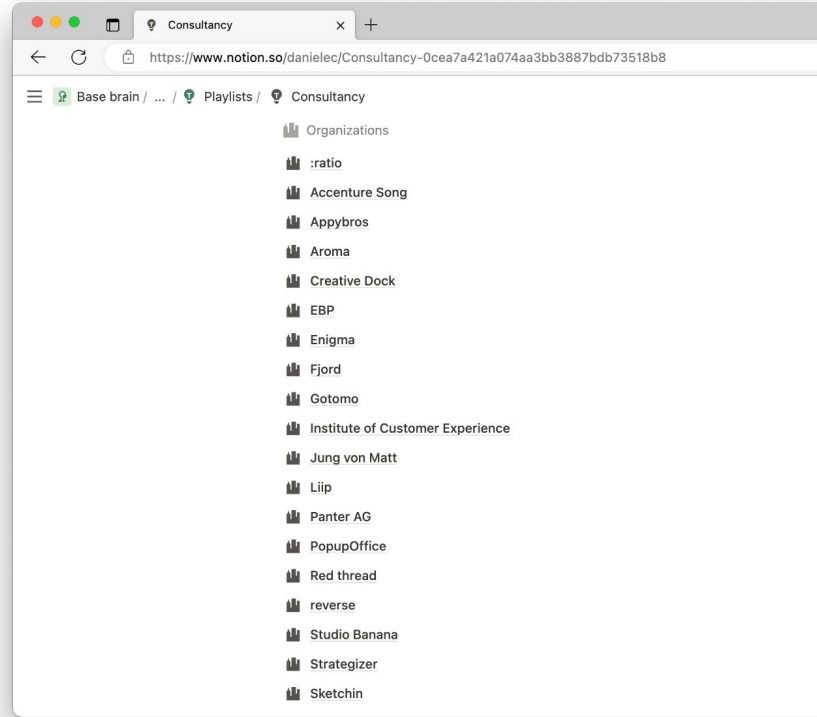 Consultancy
https://www.notion.so/danielec/Consultancy-0cea7a421a074aa3bb3887bdb73518b8
Base brain / ... / Playlists / Consultancy
Organizations
:ratio
Accenture Song
Appybros
Aroma
Creative Dock
EBP
Enigma
Fjord
Gotomo
Institute of Customer Experience
Jung von Matt
Liip
Panter AG
PopupOffice
Red thread
reverse
Studio Banana
Strategizer
Sketchin